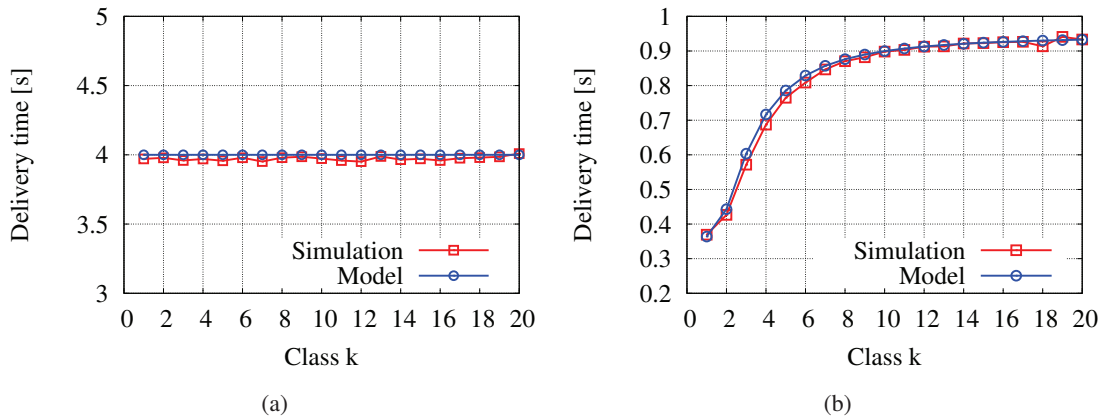 5
4.5
4
3.5
3
Delivery time [s]
Simulation
Model
0 2 4 6 8 10 12 14 16 18 20
Class k
(a)
1
0.9
0.8
0.7
0.6
0.5
0.4
0.3
0.2
Delivery time [s]
Simulation
Model
0 2 4 6 8 10 12 14 16 18 20
Class k
(b)